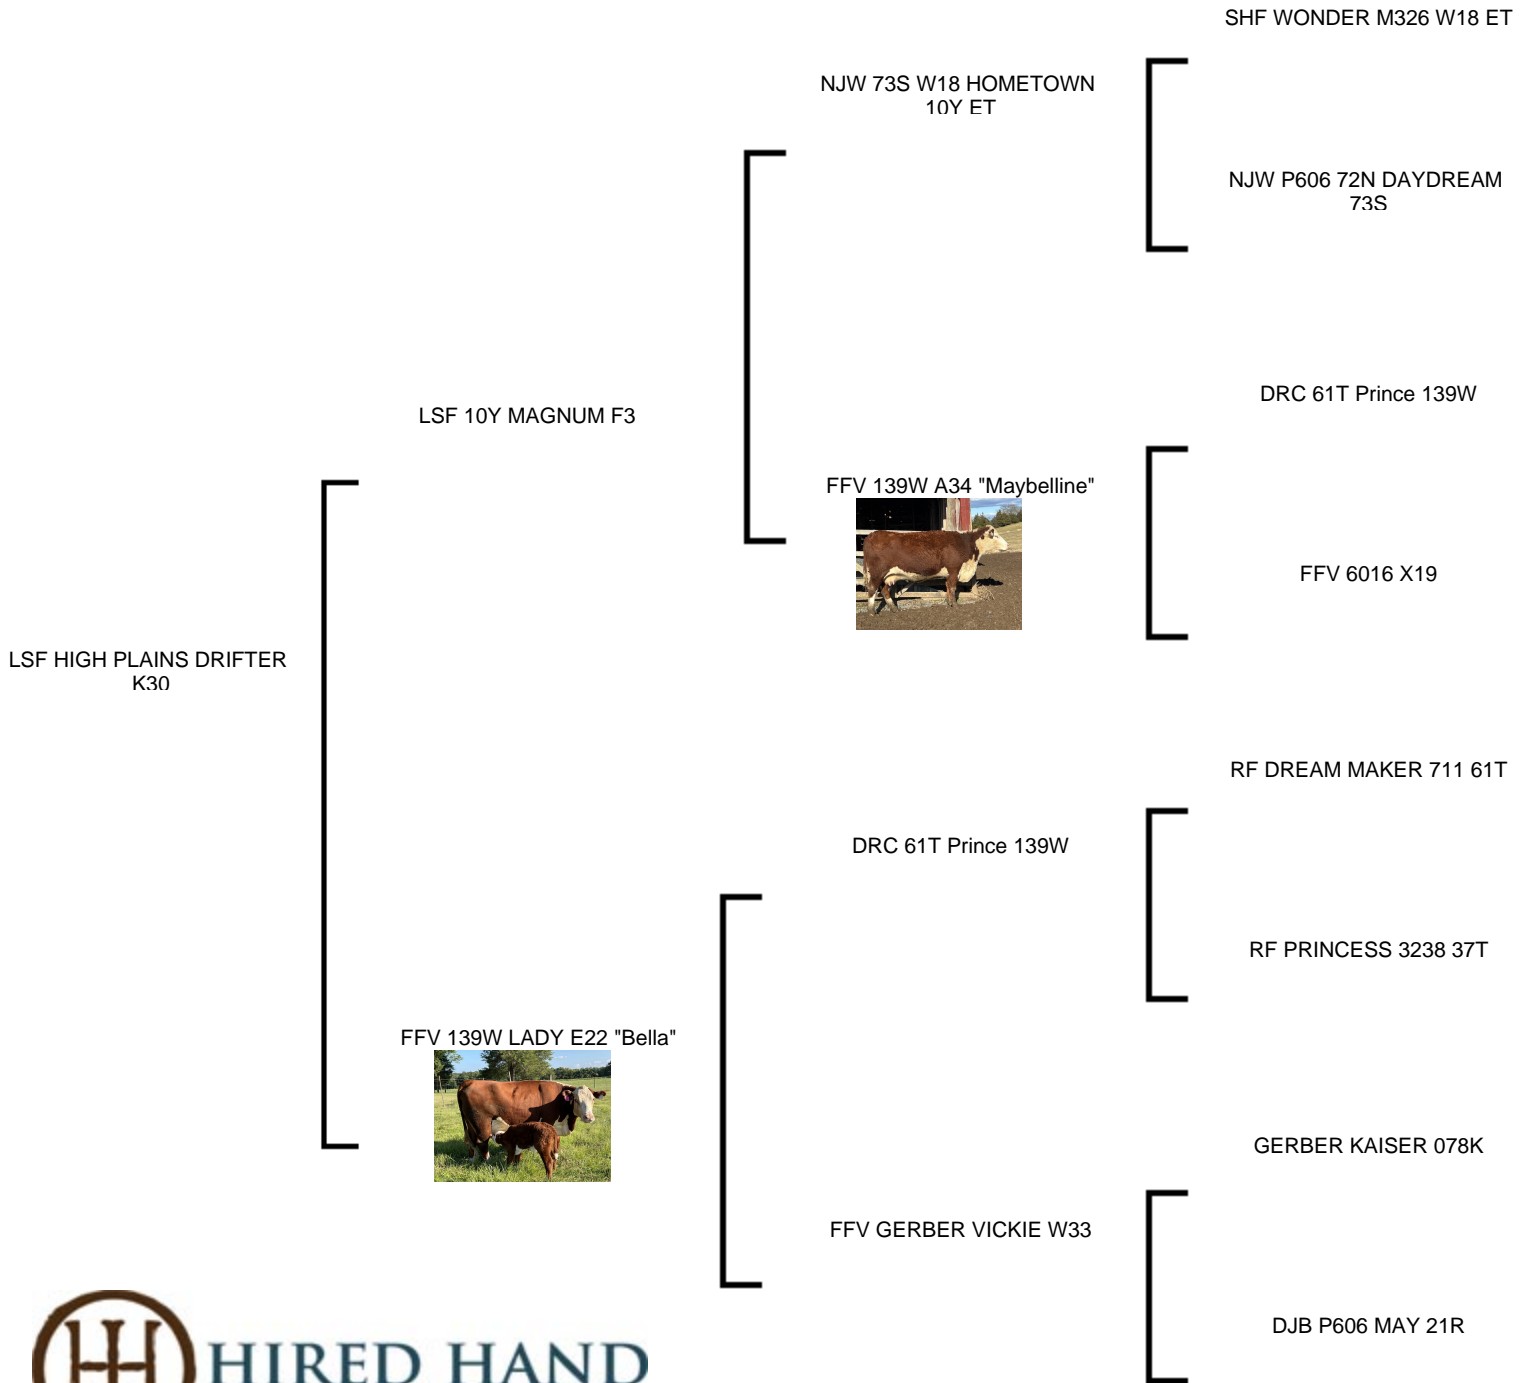 SHF WONDER M326 W18 ET
NJW 73S W18 HOMETOWN
10Y ET
NJW P606 72N DAYDREAM
73S
LSF 10Y MAGNUM F3
DRC 61T Prince 139W
FFV 139W A34 "Maybelline"
FFV 6016 X19
LSF HIGH PLAINS DRIFTER
K30
RF DREAM MAKER 711 61T
DRC 61T Prince 139W
RF PRINCESS 3238 37T
FFV 139W LADY E22 "Bella"
GERBER KAISER 078K
FFV GERBER VICKIE W33
DJB P606 MAY 21R
HIRED HAND